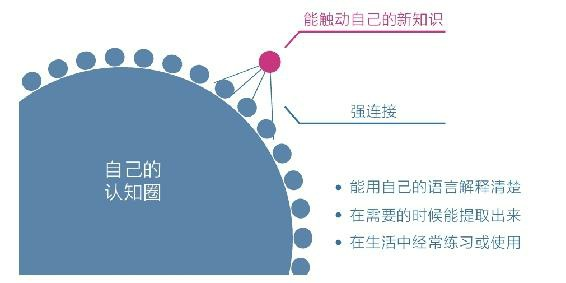 能触动自己的新知识
强连接
自己的
认知圈
• 能用自己的语言解释清楚
• 在需要的时候能提取出来
• 在生活中经常练习或使用